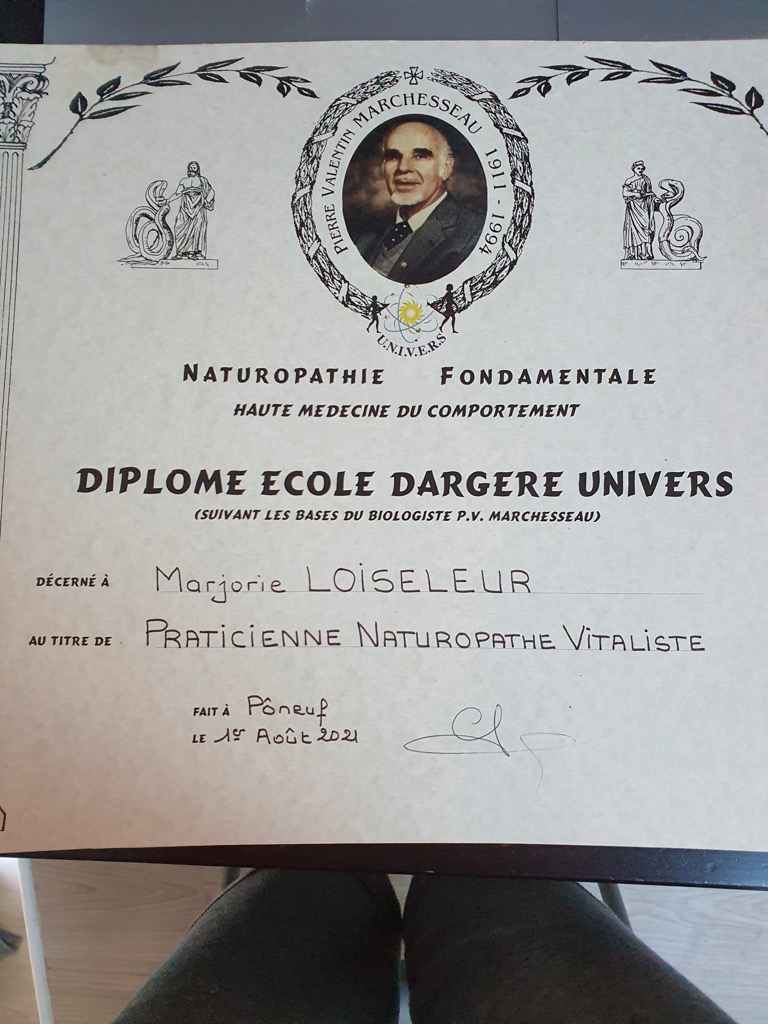 PIERRE VALENTIN MARCHESSEAU 1911 - 1994
U.N.I.V.E.R.S
NATUROPATHIE FONDAMENTALE
HAUTE MEDECINE DU COMPORTEMENT
DIPLOME ECOLE DARGERE UNIVERS
(SUIVANT LES BASES DU BIOLOGISTE P.V. MARCHESSEAU)
DÉCERNÉ À Marjorie LOISELEUR
AU TITRE DE PRATICIENNE NATUROPATHE VITALISTE
FAIT À Pôneuf
LE 1er Août 2021